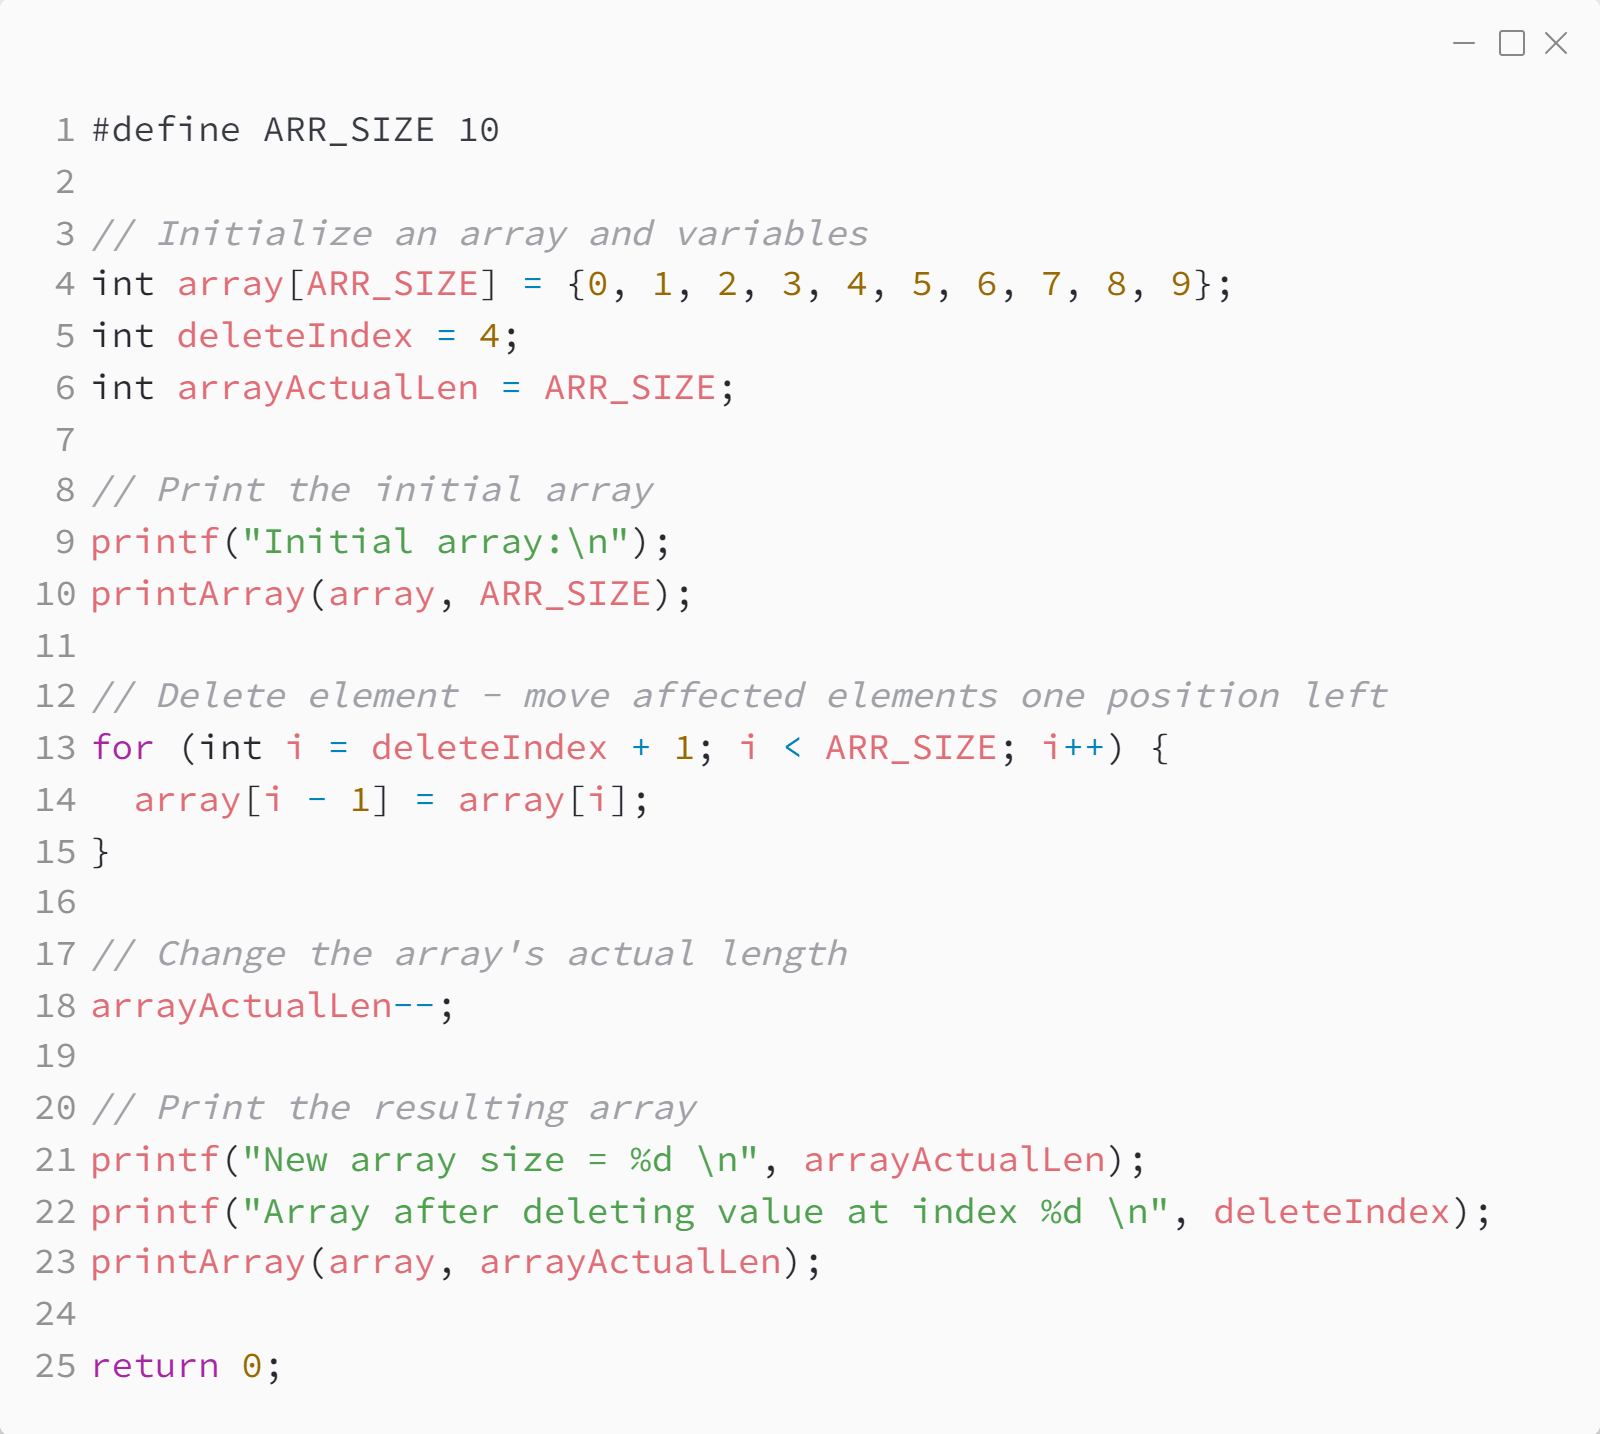 1 #define ARR_SIZE 10
2
3 // Initialize an array and variables
4 int array[ARR_SIZE] = {0, 1, 2, 3, 4, 5, 6, 7, 8, 9};
5 int deleteIndex = 4;
6 int arrayActualLen = ARR_SIZE;
7
8 // Print the initial array
9 printf("Initial array:\n");
10 printArray(array, ARR_SIZE);
11
12 // Delete element - move affected elements one position left
13 for (int i = deleteIndex + 1; i < ARR_SIZE; i++) {
14   array[i - 1] = array[i];
15 }
16
17 // Change the array's actual length
18 arrayActualLen--;
19
20 // Print the resulting array
21 printf("New array size = %d \n", arrayActualLen);
22 printf("Array after deleting value at index %d \n", deleteIndex);
23 printArray(array, arrayActualLen);
24
25 return 0;